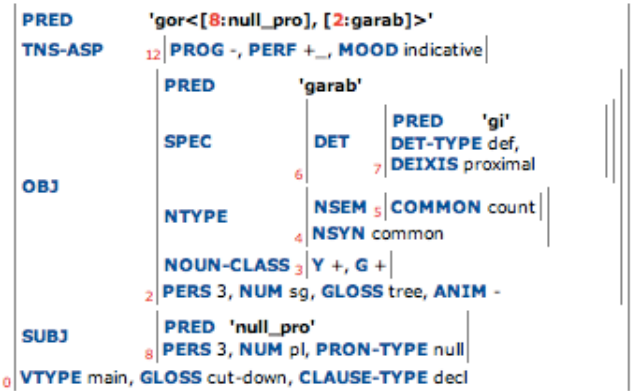 PRED 'gor<[8:null_pro], [2:garab]>'
TNS-ASP 12 PROG -, PERF +_, MOOD indicative
PRED 'garab'
PRED 'gi'
SPEC DET DET-TYPE def,
6 7 DEIXIS proximal
OBJ
NSEM 5 COMMON count
NTYPE
4 NSYN common
NOUN-CLASS 3 Y +, G +
2 PERS 3, NUM sg, GLOSS tree, ANIM -
PRED 'null_pro'
SUBJ
8 PERS 3, NUM pl, PRON-TYPE null
0 VTYPE main, GLOSS cut-down, CLAUSE-TYPE decl